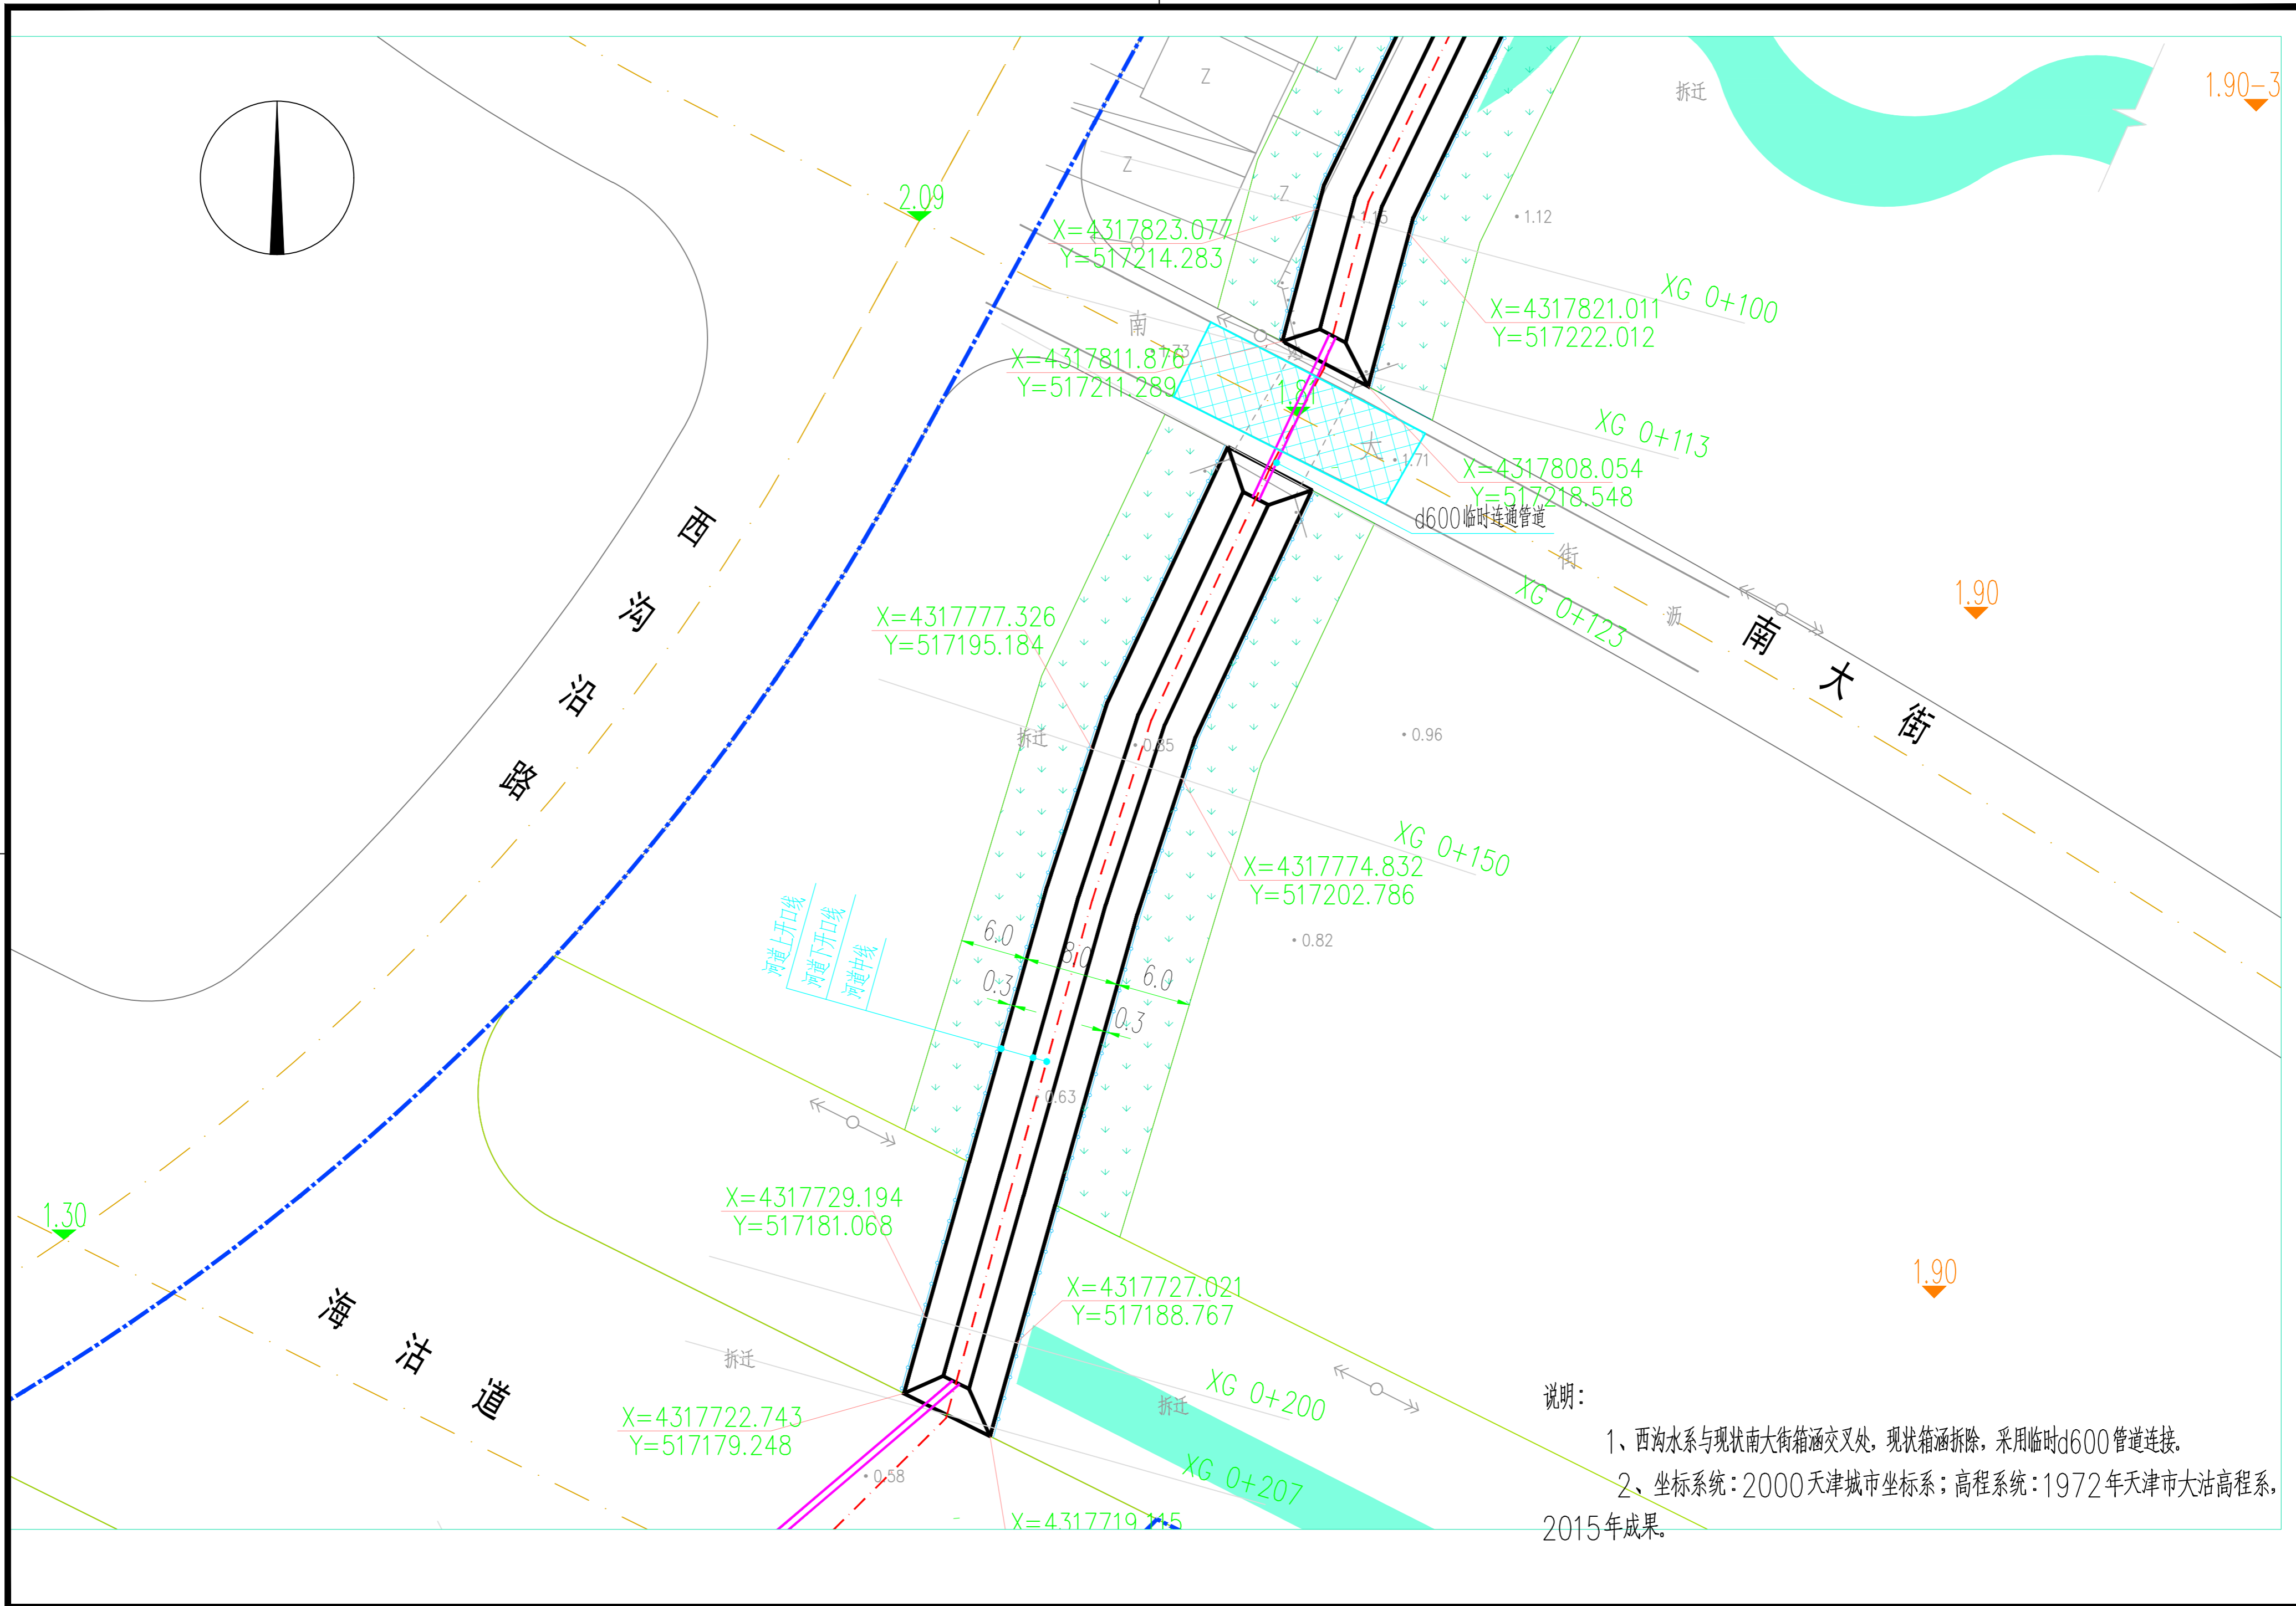 1.90-3
拆迁
Z
Z
Z
2.09
1.15
1.12
X=4317823.077
Y=517214.283
XG 0+100
X=4317821.011
Y=517222.012
南
1.73
X=4317811.876
Y=517211.289
1.81
XG 0+113
大
1.71
X=4317808.054
Y=517218.548
d600临时连通管道
街
沥
XG 0+123
1.90
南大街
西沟沿路
X=4317777.326
Y=517195.184
拆迁
0.85
0.96
XG 0+150
X=4317774.832
Y=517202.786
河道上开口线
河道下开口线
河道中线
6.0
8.0
6.0
0.3
0.3
0.82
0.63
X=4317729.194
Y=517181.068
1.30
X=4317727.021
Y=517188.767
1.90
海沽道
拆迁
XG 0+200
拆迁
X=4317722.743
Y=517179.248
0.58
XG 0+207
X=4317719.115
说明：
1、西沟水系与现状南大街箱涵交叉处，现状箱涵拆除，采用临时d600管道连接。
2、坐标系统：2000天津城市坐标系；高程系统：1972年天津市大沽高程系，
2015年成果。